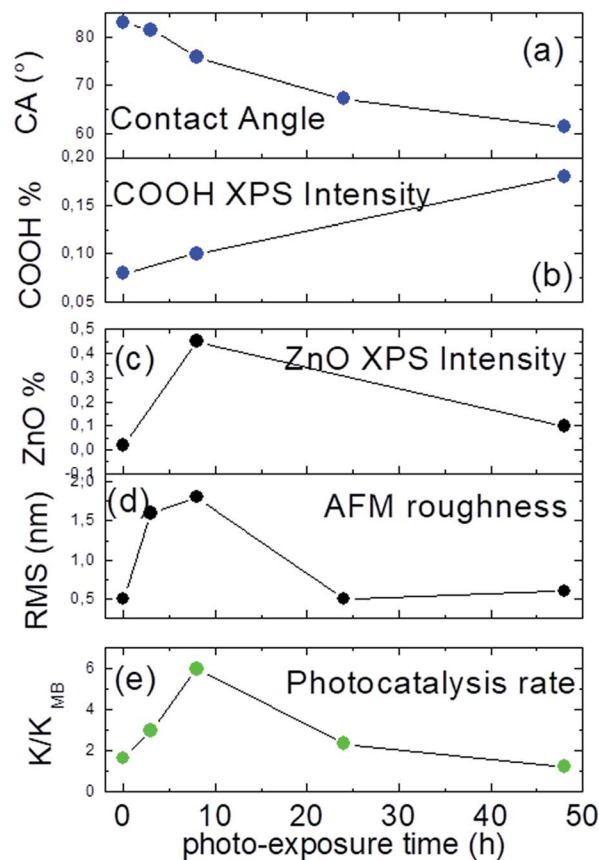 CA (°)
80
70
60
(a)
Contact Angle
COOH %
0,20
0,15
0,10
0,05
COOH XPS Intensity
(b)
ZnO %
0,5
0,4
0,3
0,2
0,1
0,0
-0,1
(c)
ZnO XPS Intensity
RMS (nm)
2,0
1,5
1,0
0,5
(d)
AFM roughness
K/K MB
6
4
2
0
(e)
Photocatalysis rate
0 10 20 30 40 50
photo-exposure time (h)